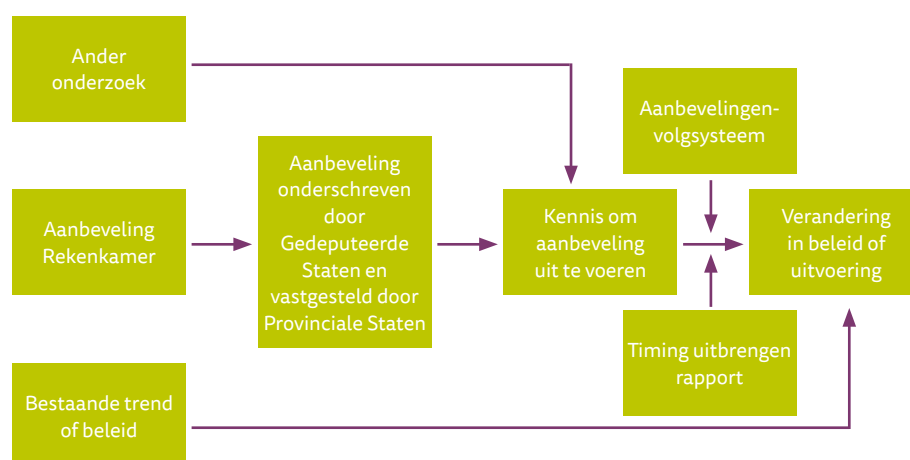 Ander
onderzoek
Aanbevelingen-
volgsysteem
Aanbeveling
onderschreven
door
Gedeputeerde
Staten en
vastgesteld door
Provinciale Staten
Aanbeveling
Rekenkamer
Kennis om
aanbeveling
uit te voeren
Verandering
in beleid of
uitvoering
Timing uitbrengen
rapport
Bestaande trend
of beleid